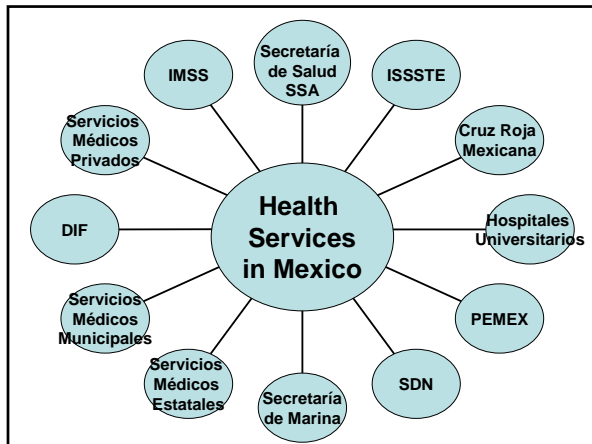 Secretaría
de Salud
SSA
ISSSTE
Cruz Roja
Mexicana
Hospitales
Universitarios
PEMEX
SDN
Secretaría
de Marina
Servicios
Médicos
Estatales
Servicios
Médicos
Municipales
DIF
Servicios
Médicos
Privados
IMSS
Health
Services
in Mexico